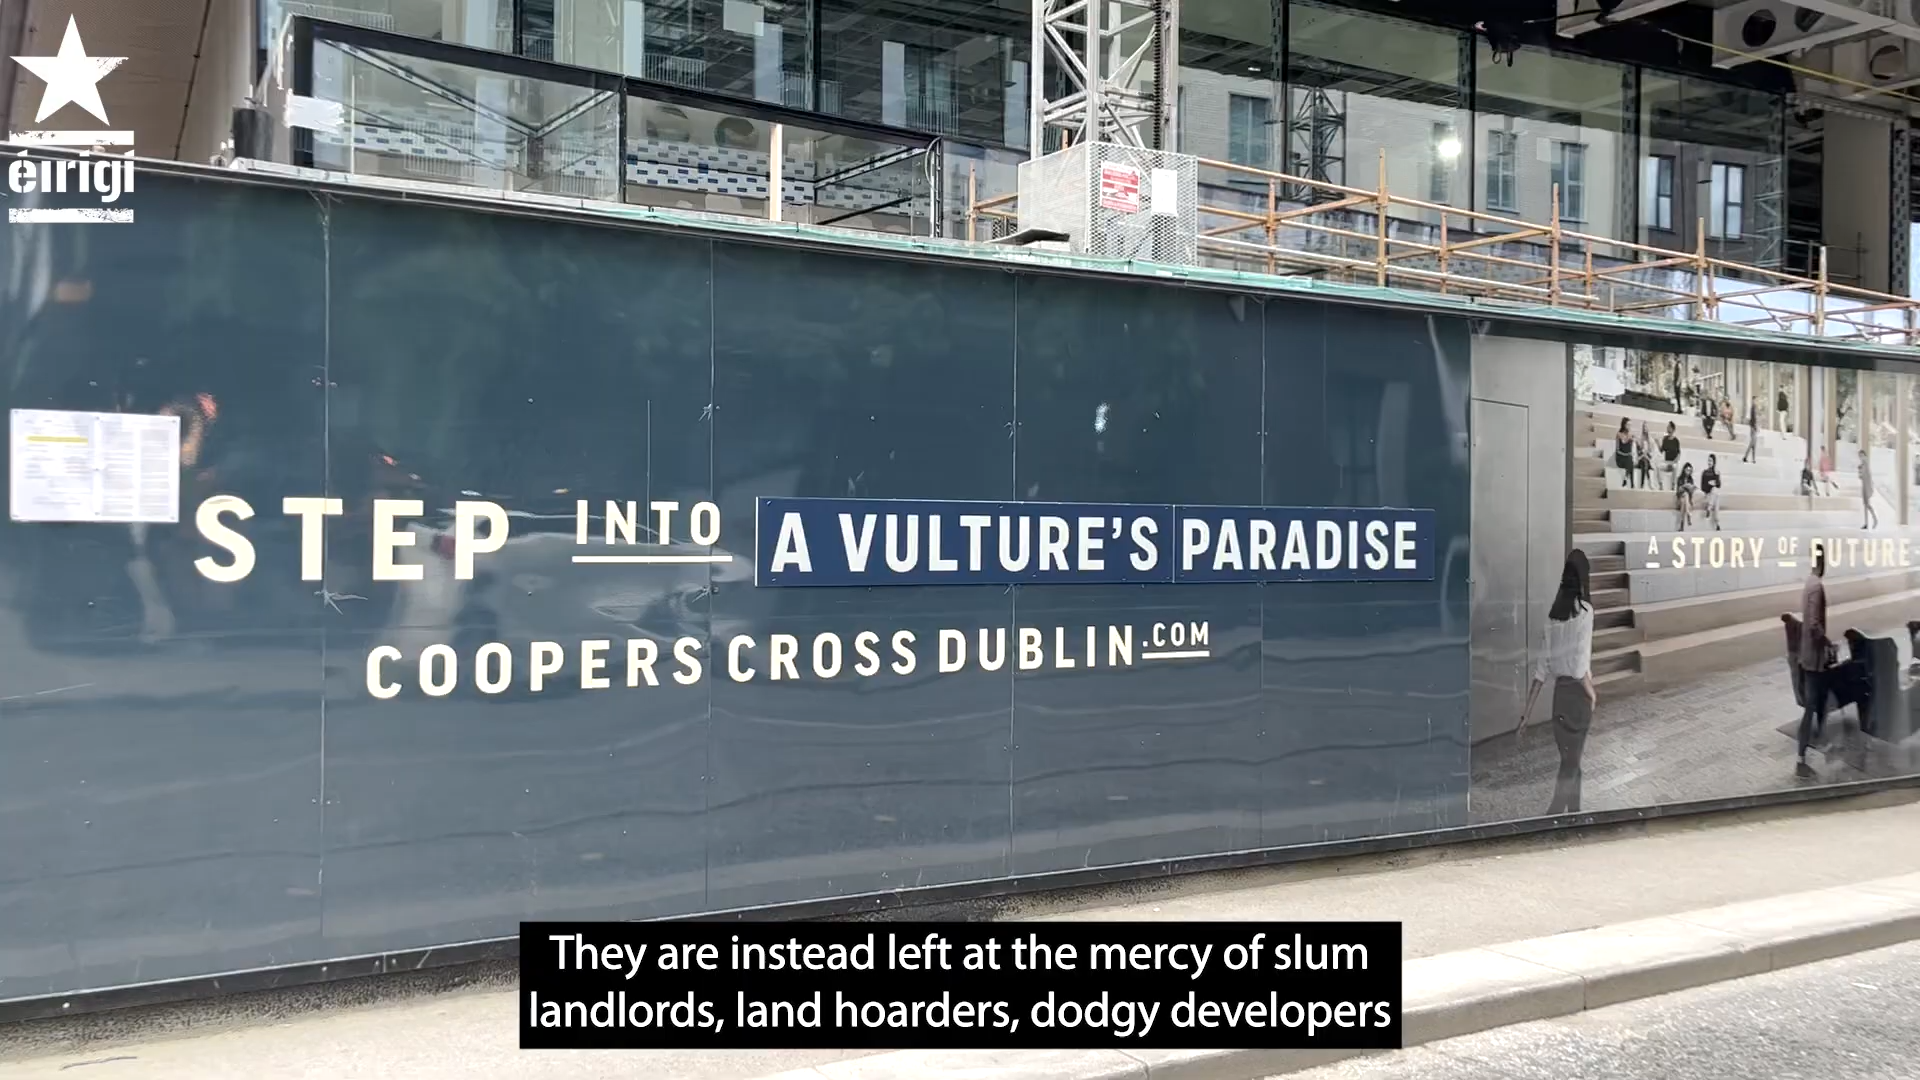 éirígí
STEP INTO A VULTURE'S PARADISE
COOPERS CROSS DUBLIN.COM
A STORY OF FUTURE
They are instead left at the mercy of slum
landlords, land hoarders, dodgy developers